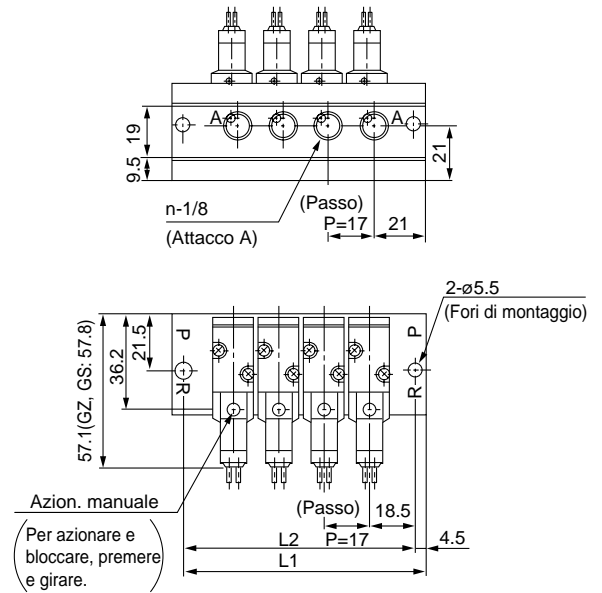 A
A
19
9.5
21
n-1/8
(Attacco A)
(Passo)
P=17
21
2-ø5.5
(Fori di montaggio)
57.1(GZ, GS: 57.8)
36.2
21.5
P
R
P
R
Azion. manuale
(Per azionare e
bloccare, premere
e girare.)
(Passo)
P=17
18.5
L2
4.5
L1